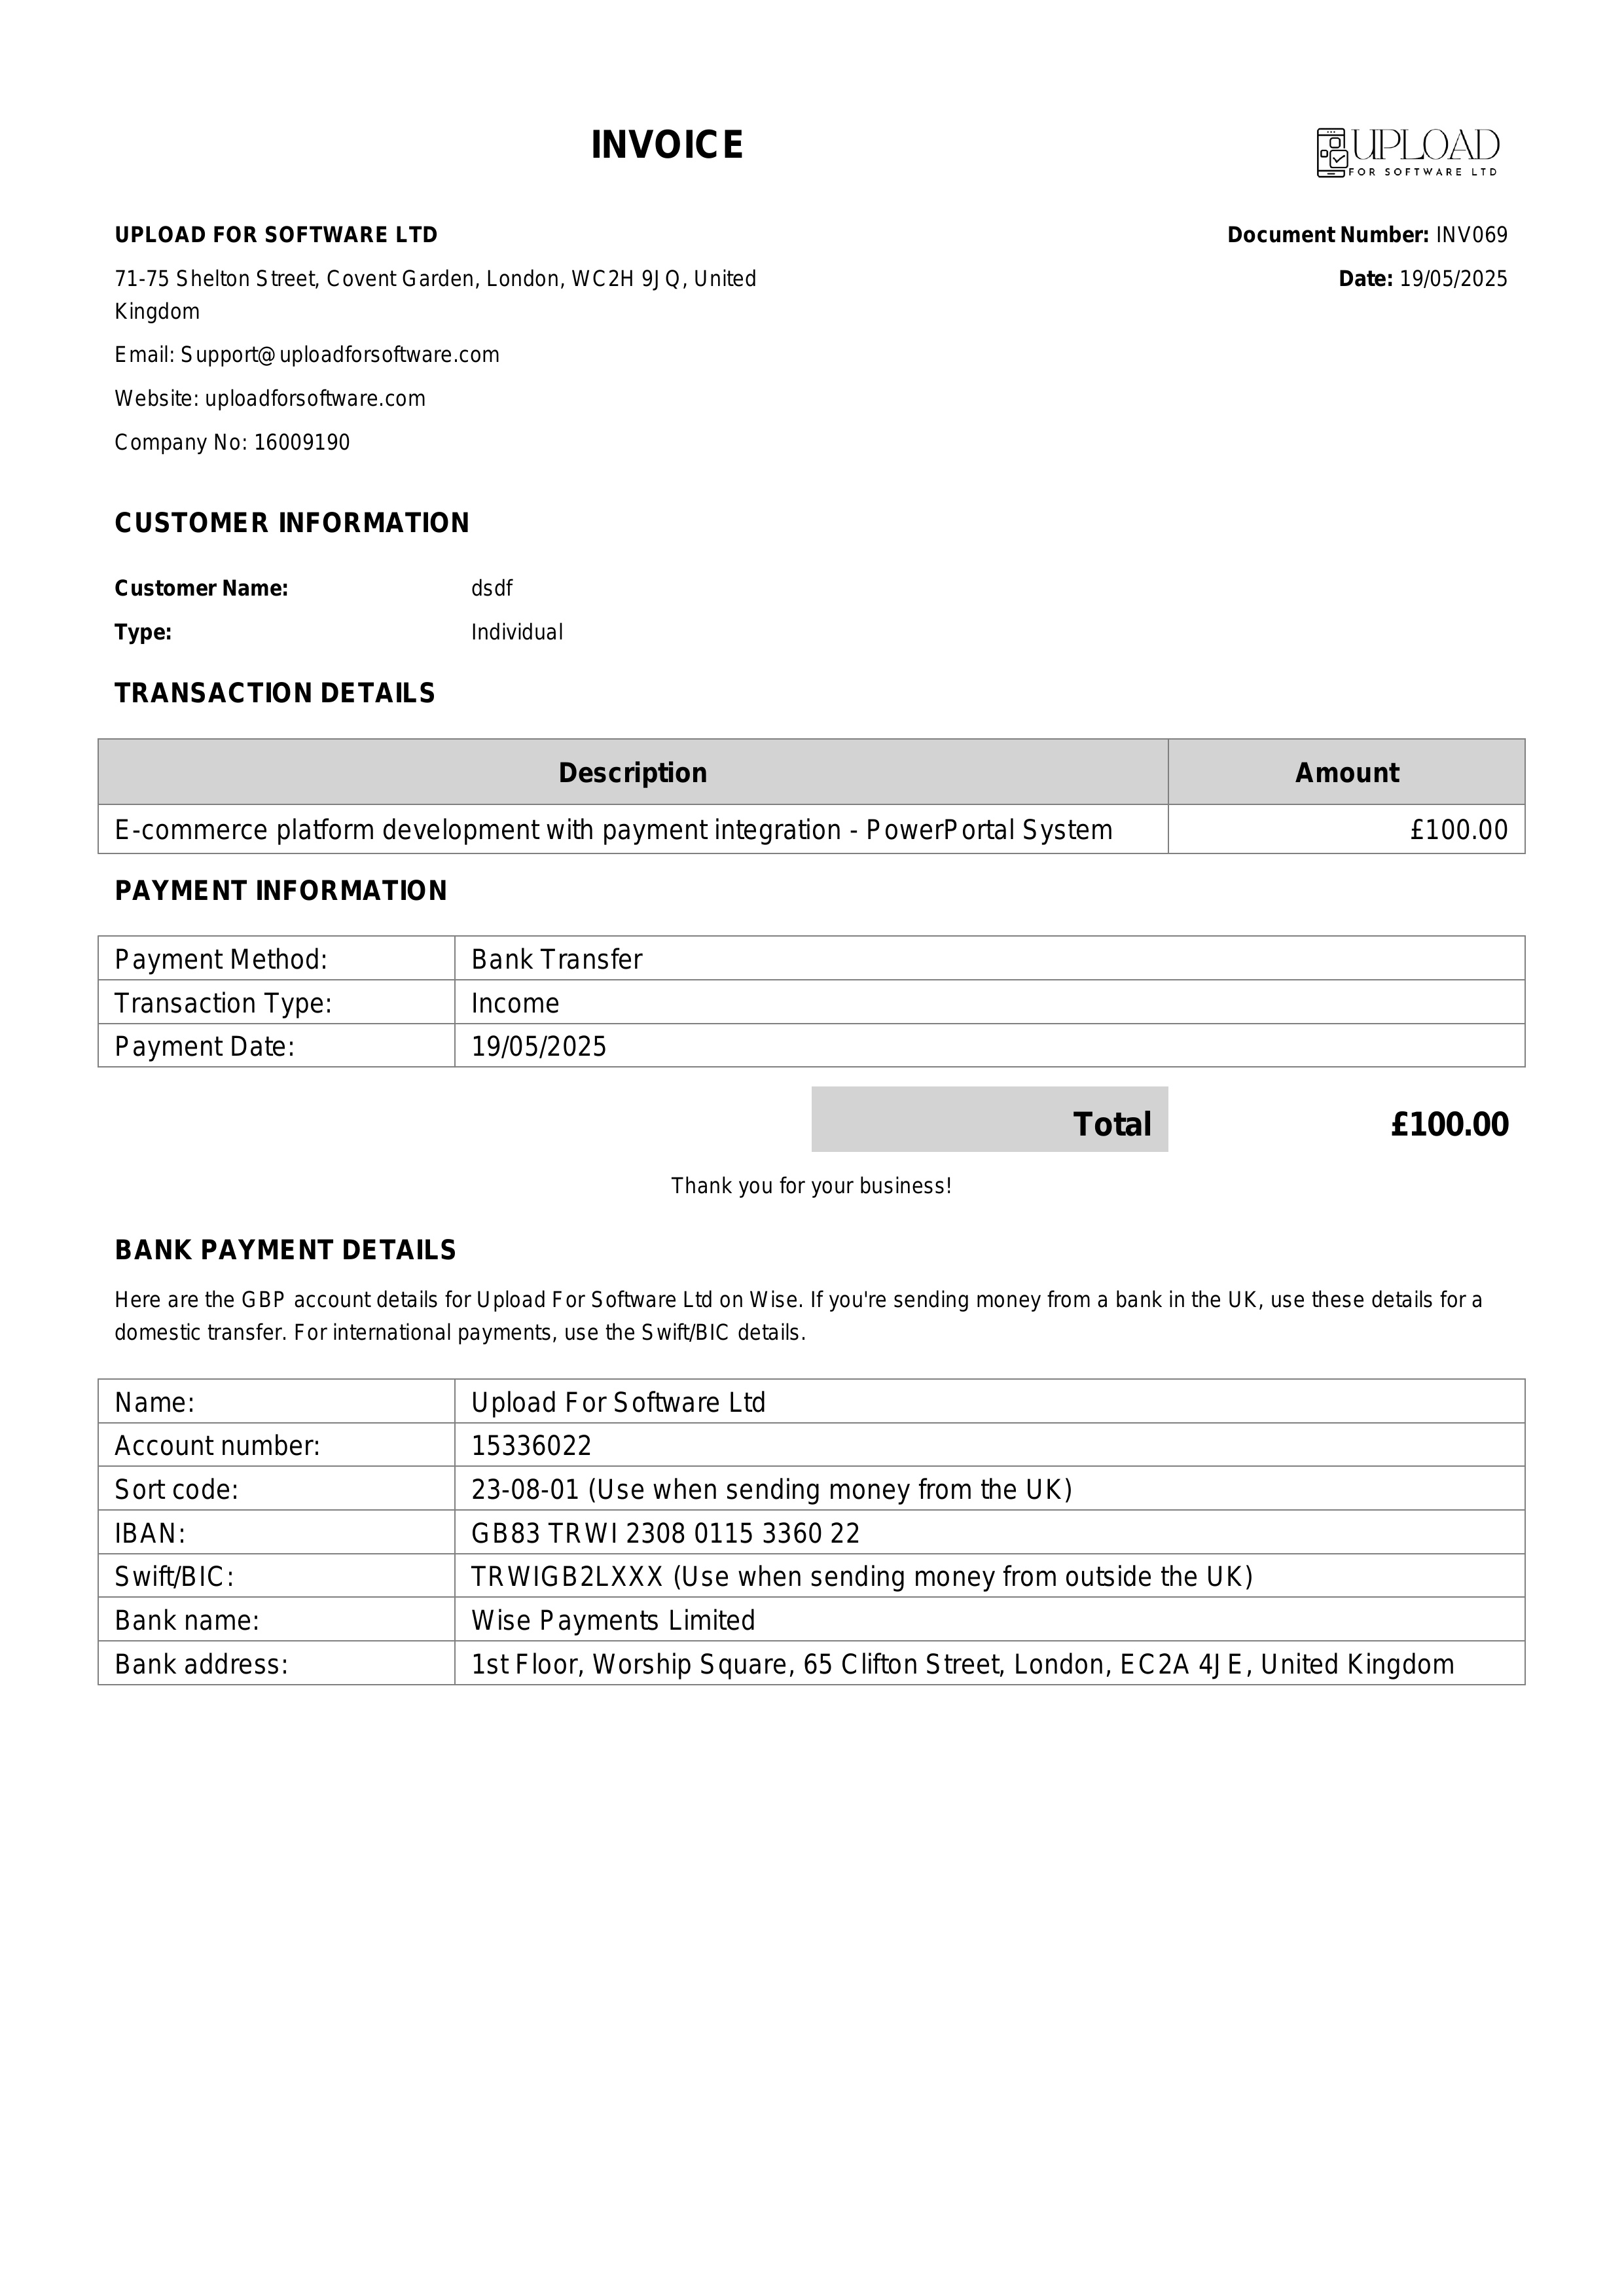 INVOICE
UPLOAD
FOR SOFTWARE LTD
UPLOAD FOR SOFTWARE LTD
Document Number: INV069
71-75 Shelton Street, Covent Garden, London, WC2H 9JQ, United
Kingdom
Date: 19/05/2025
Email: Support@uploadforsoftware.com
Website: uploadforsoftware.com
Company No: 16009190
CUSTOMER INFORMATION
Customer Name: dsdf
Type: Individual
TRANSACTION DETAILS
Description Amount
E-commerce platform development with payment integration - PowerPortal System £100.00
PAYMENT INFORMATION
Payment Method: Bank Transfer
Transaction Type: Income
Payment Date: 19/05/2025
Total £100.00
Thank you for your business!
BANK PAYMENT DETAILS
Here are the GBP account details for Upload For Software Ltd on Wise. If you're sending money from a bank in the UK, use these details for a
domestic transfer. For international payments, use the Swift/BIC details.
Name: Upload For Software Ltd
Account number: 15336022
Sort code: 23-08-01 (Use when sending money from the UK)
IBAN: GB83 TRWI 2308 0115 3360 22
Swift/BIC: TRWIGB2LXXX (Use when sending money from outside the UK)
Bank name: Wise Payments Limited
Bank address: 1st Floor, Worship Square, 65 Clifton Street, London, EC2A 4JE, United Kingdom